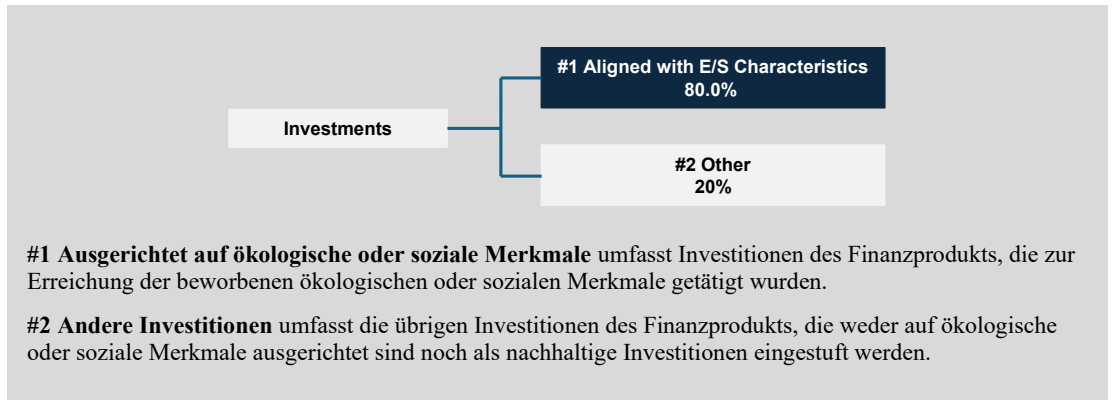 #1 Aligned with E/S Characteristics
80.0%
Investments
#2 Other
20%
#1 Ausgerichtet auf ökologische oder soziale Merkmale umfasst Investitionen des Finanzprodukts, die zur
Erreichung der beworbenen ökologischen oder sozialen Merkmale getätigt wurden.
#2 Andere Investitionen umfasst die übrigen Investitionen des Finanzprodukts, die weder auf ökologische
oder soziale Merkmale ausgerichtet sind noch als nachhaltige Investitionen eingestuft werden.